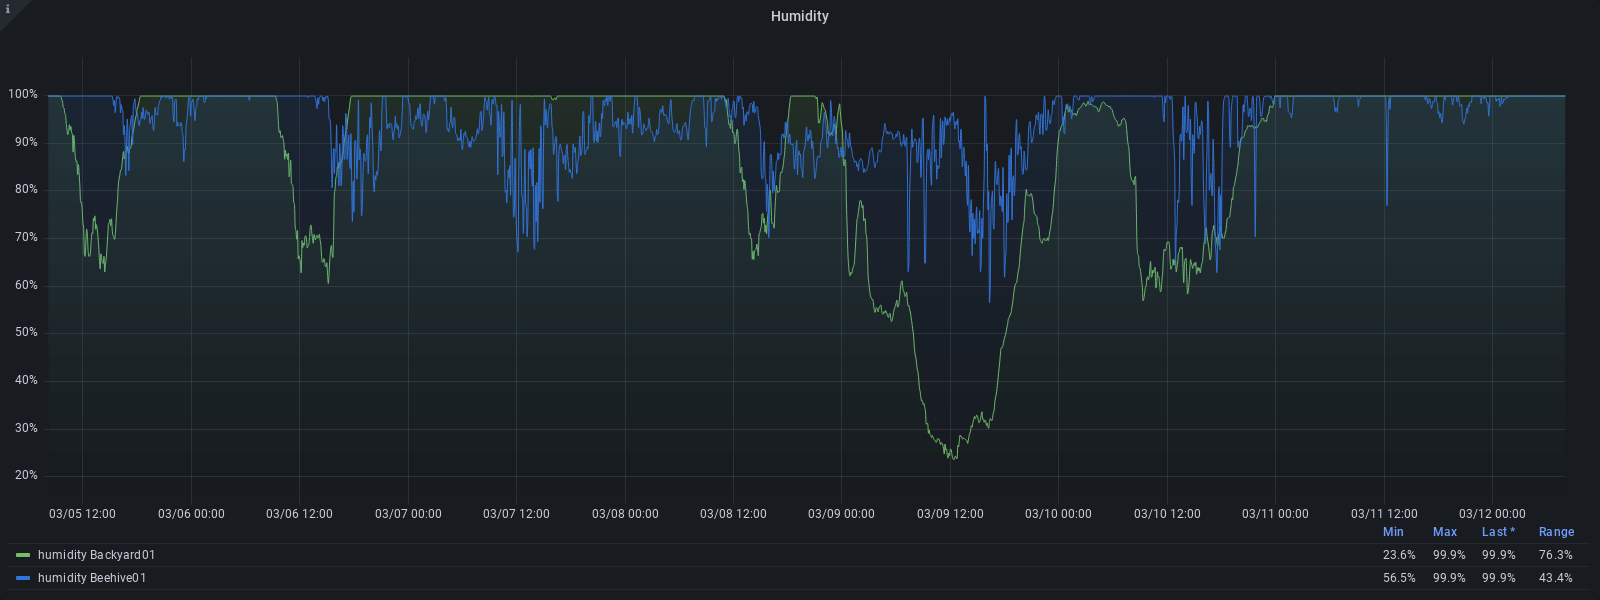 i
Humidity
100%
90%
80%
70%
60%
50%
40%
30%
20%
03/05 12:00 03/06 00:00 03/06 12:00 03/07 00:00 03/07 12:00 03/08 00:00 03/08 12:00 03/09 00:00 03/09 12:00 03/10 00:00 03/10 12:00 03/11 00:00 03/11 12:00 03/12 00:00
Min Max Last * Range
humidity Backyard01 23.6% 99.9% 99.9% 76.3%
humidity Beehive01 56.5% 99.9% 99.9% 43.4%